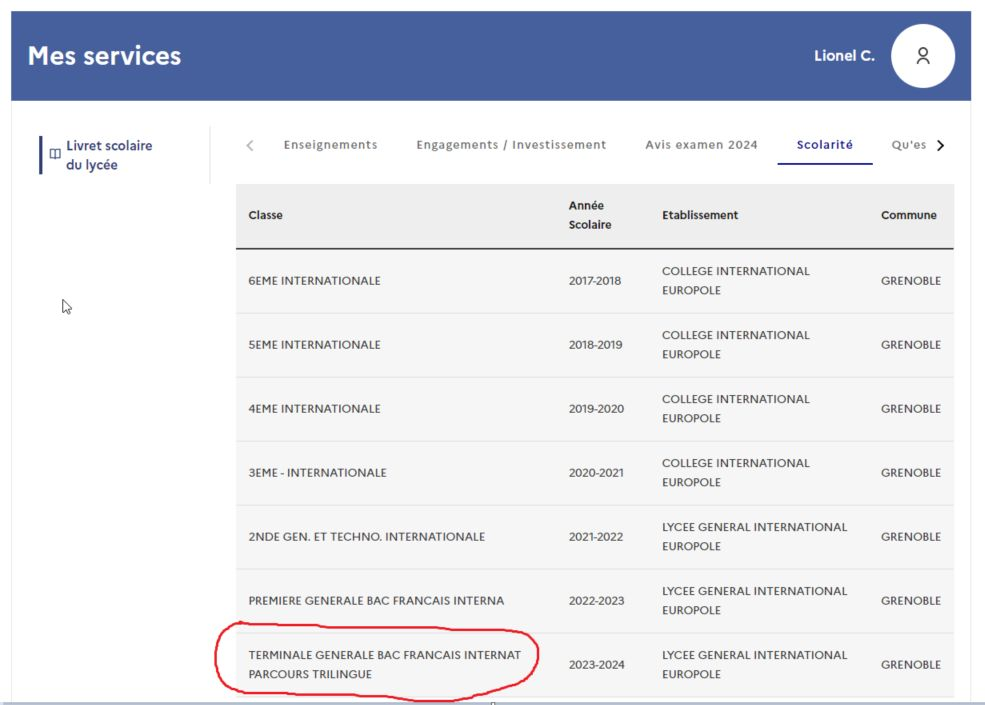 Mes services
Lionel C.
Livret scolaire
du lycée
Enseignements
Engagements / Investissement
Avis examen 2024
Scolarité
Qu'es
Classe
Année
Scolaire
Etablissement
Commune
6EME INTERNATIONALE
2017-2018
COLLEGE INTERNATIONAL
EUROPOLE
GRENOBLE
5EME INTERNATIONALE
2018-2019
COLLEGE INTERNATIONAL
EUROPOLE
GRENOBLE
4EME INTERNATIONALE
2019-2020
COLLEGE INTERNATIONAL
EUROPOLE
GRENOBLE
3EME - INTERNATIONALE
2020-2021
COLLEGE INTERNATIONAL
EUROPOLE
GRENOBLE
2NDE GEN. ET TECHNO. INTERNATIONALE
2021-2022
LYCEE GENERAL INTERNATIONAL
EUROPOLE
GRENOBLE
PREMIERE GENERALE BAC FRANCAIS INTERNA
2022-2023
LYCEE GENERAL INTERNATIONAL
EUROPOLE
GRENOBLE
TERMINALE GENERALE BAC FRANCAIS INTERNAT
PARCOURS TRILINGUE
2023-2024
LYCEE GENERAL INTERNATIONAL
EUROPOLE
GRENOBLE